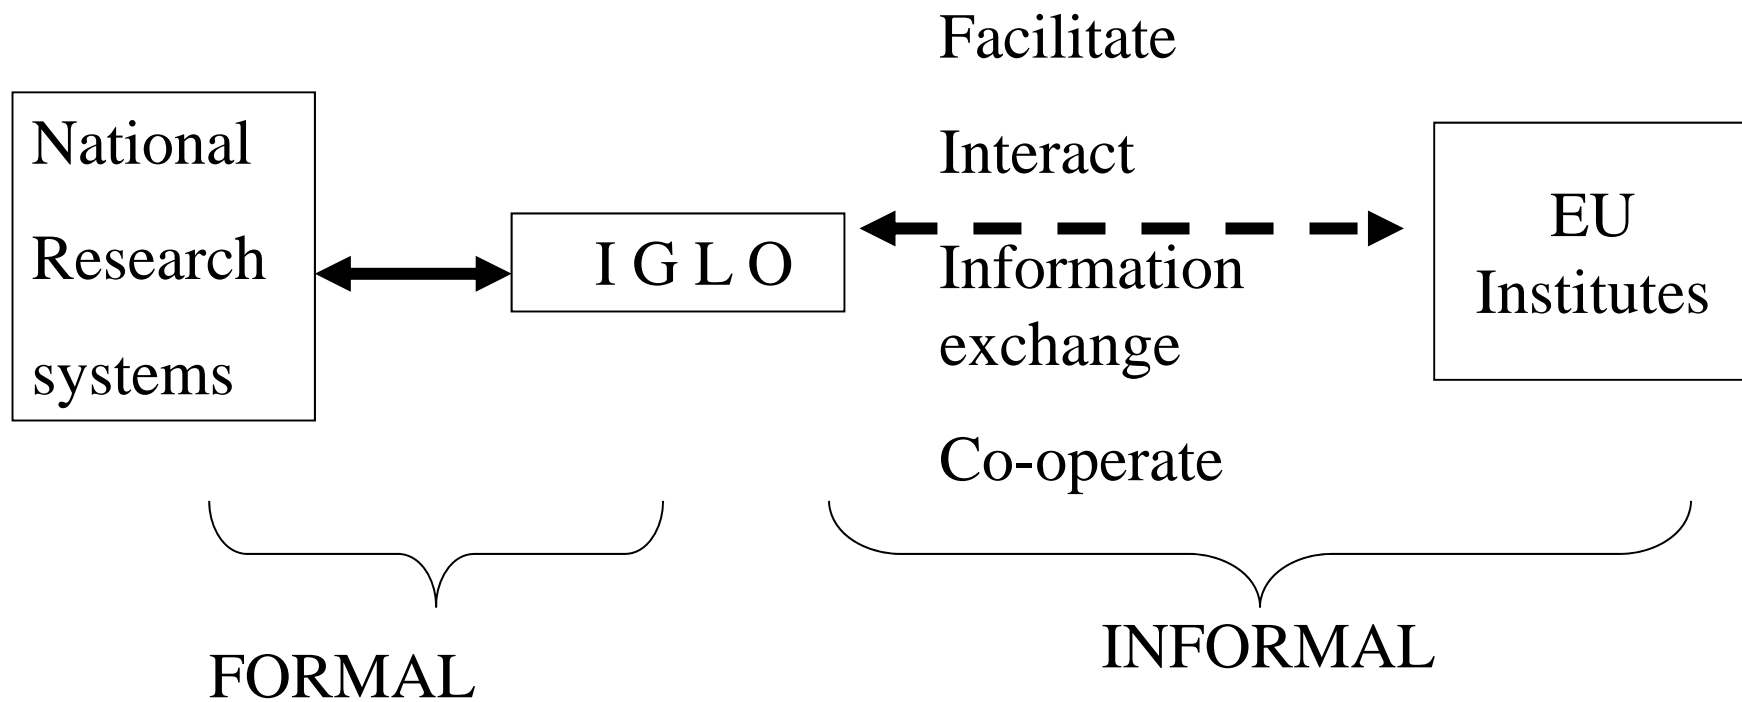 National
Research
systems
I G L O
Facilitate
Interact
Information
exchange
Co-operate
EU
Institutes
FORMAL
INFORMAL